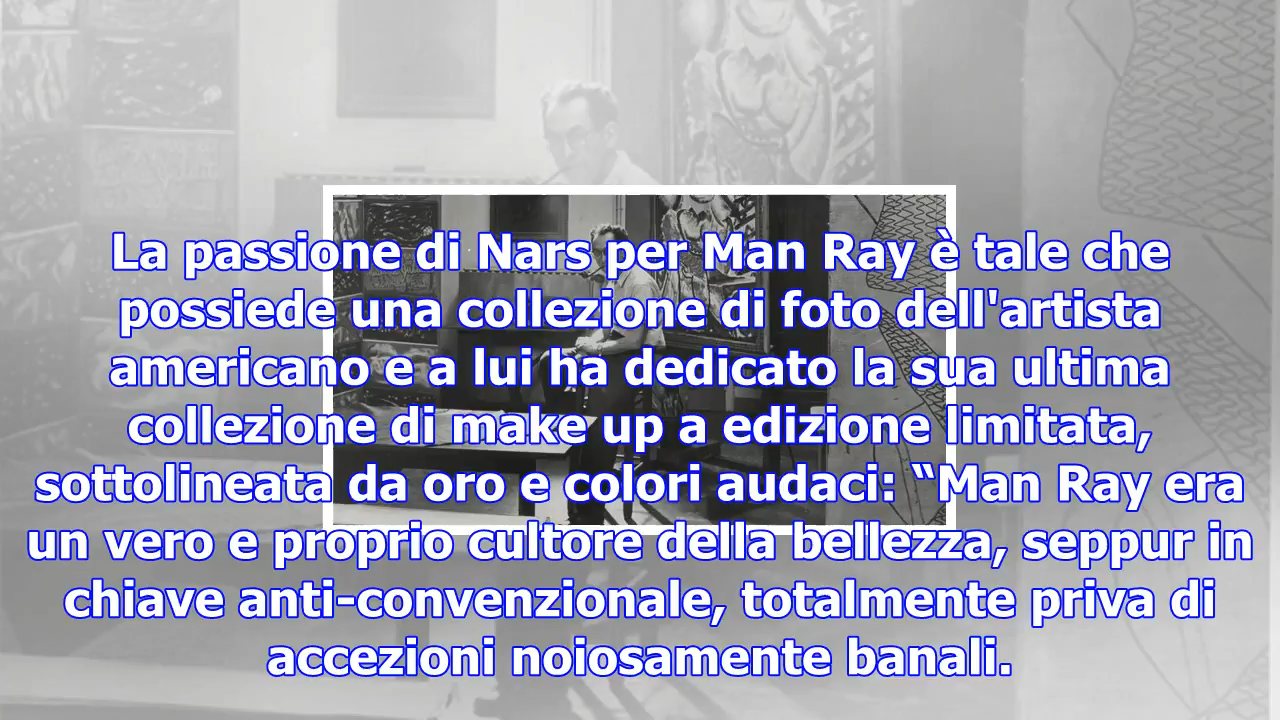 La passione di Nars per Man Ray è tale che
possiede una collezione di foto dell'artista
americano e a lui ha dedicato la sua ultima
collezione di make up a edizione limitata,
sottolineata da oro e colori audaci: “Man Ray era
un vero e proprio cultore della bellezza, seppur in
chiave anti-convenzionale, totalmente priva di
accezioni noiosamente banali.